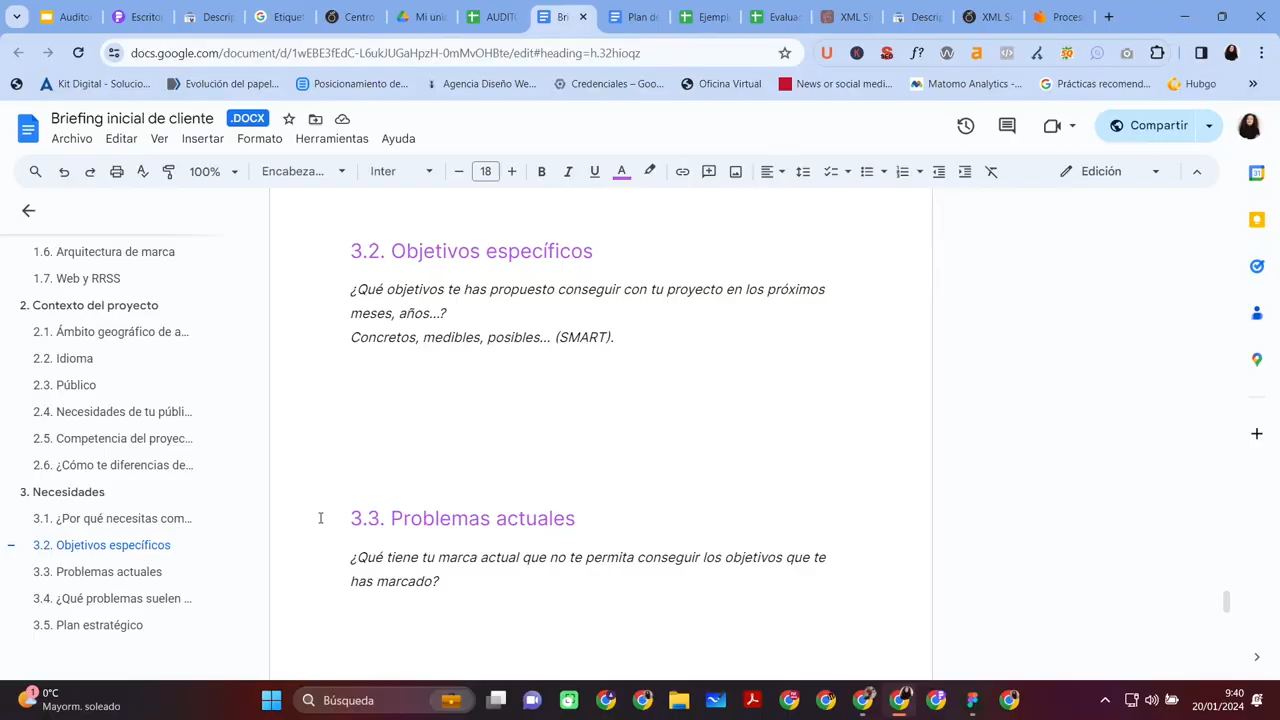 Pu
Escritor
Descrip
Etiquet
Centro
Mi uni
AUDITO
Bri
Plan de
Ejempl
Evaluac
XML Si
Descrip
XML S
Proces
docs.google.com/document/d/1wEBE3fEdC-L6ukJUGaHpzH-0mMvOHBte/edit#heading=h.32hioqz
Kit Digital - Solucio...
Evolución del papel...
Posicionamiento de...
Agencia Diseño We...
Credenciales – Goo...
Oficina Virtual
News or social medi...
Matomo Analytics -...
Prácticas recomend...
Hubgo
Briefing inicial de cliente .DOCX
Archivo Editar Ver Insertar Formato Herramientas Ayuda
Compartir
100% Encabeza... Inter 18 B I U A Edición
1.6. Arquitectura de marca
1.7. Web y RRSS
2. Contexto del proyecto
2.1. Ámbito geográfico de a...
2.2. Idioma
2.3. Público
2.4. Necesidades de tu públi...
2.5. Competencia del proyec...
2.6. ¿Cómo te diferencias de...
3. Necesidades
3.1. ¿Por qué necesitas com...
3.2. Objetivos específicos
3.3. Problemas actuales
3.4. ¿Qué problemas suelen ...
3.5. Plan estratégico
3.2. Objetivos específicos
¿Qué objetivos te has propuesto conseguir con tu proyecto en los próximos
meses, años…?
Concretos, medibles, posibles… (SMART).
3.3. Problemas actuales
¿Qué tiene tu marca actual que no te permita conseguir los objetivos que te
has marcado?
0°C
Mayorm. soleado
Búsqueda
9:40
20/01/2024